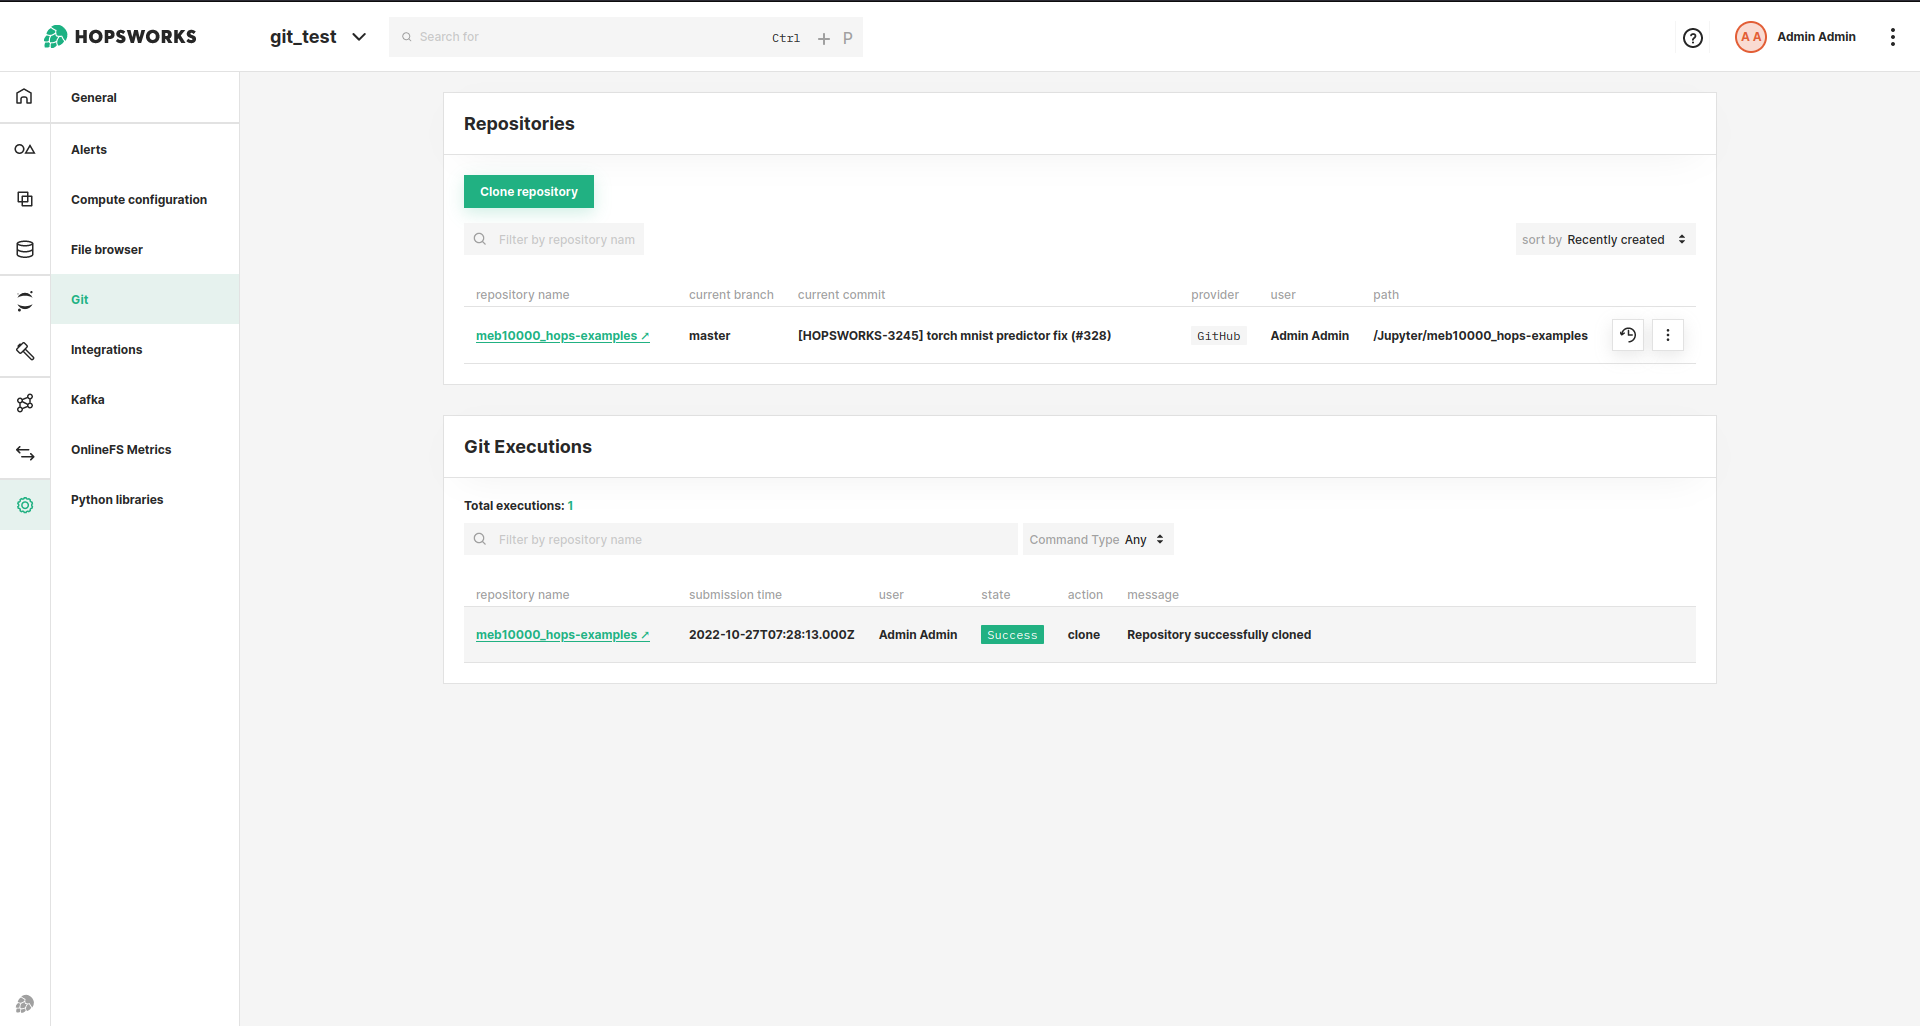 HOPSWORKS
git_test
Search for
Ctrl + P
A A
Admin Admin
General
Alerts
Compute configuration
File browser
Git
Integrations
Kafka
OnlineFS Metrics
Python libraries
Repositories
Clone repository
Filter by repository nam
sort by Recently created
repository name current branch current commit provider user path
meb10000_hops-examples ↗ master [HOPSWORKS-3245] torch mnist predictor fix (#328) GitHub Admin Admin /Jupyter/meb10000_hops-examples
Git Executions
Total executions: 1
Filter by repository name
Command Type Any
repository name submission time user state action message
meb10000_hops-examples ↗ 2022-10-27T07:28:13.000Z Admin Admin Success clone Repository successfully cloned